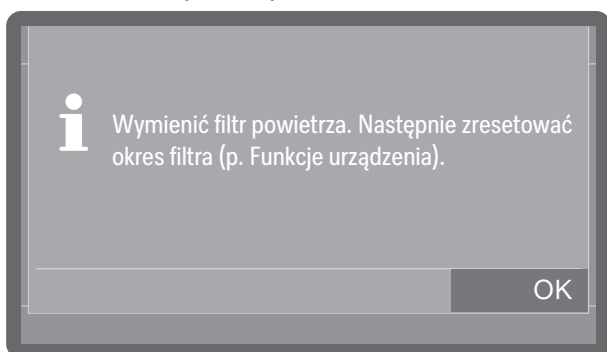 Wymienić filtr powietrza. Następnie zresetować
okres filtra (p. Funkcje urządzenia).
OK